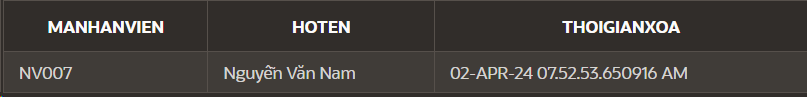 MANHANVIEN HOTEN THOIGIANXOA
NV007 Nguyễn Văn Nam 02-APR-24 07.52.53.650916 AM